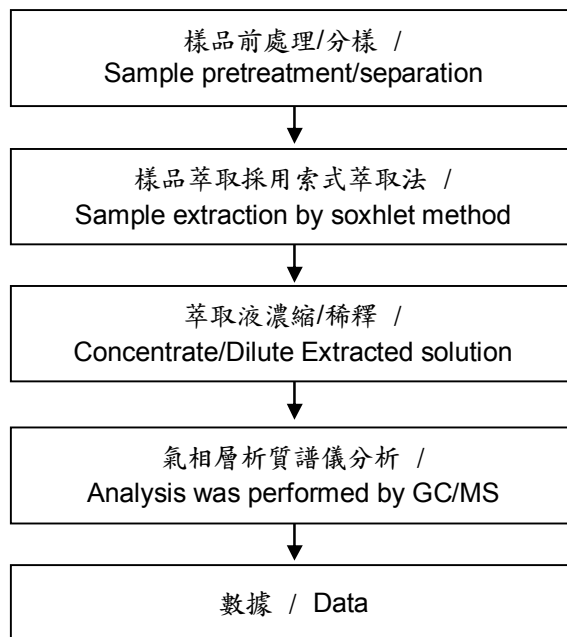 樣品前處理/分樣 /
Sample pretreatment/separation
樣品萃取採用索式萃取法 /
Sample extraction by soxhlet method
萃取液濃縮/稀釋 /
Concentrate/Dilute Extracted solution
氣相層析質譜儀分析 /
Analysis was performed by GC/MS
數據 / Data